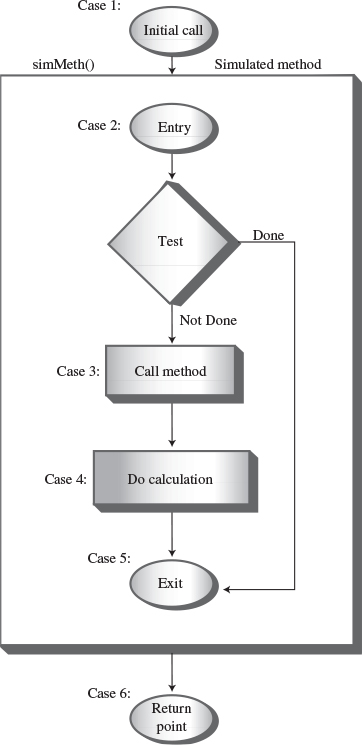 Case 1:
Initial call
simMeth() Simulated method
Case 2: Entry
Test
Done
Not Done
Case 3: Call method
Case 4: Do calculation
Case 5:
Exit
Case 6:
Return
point